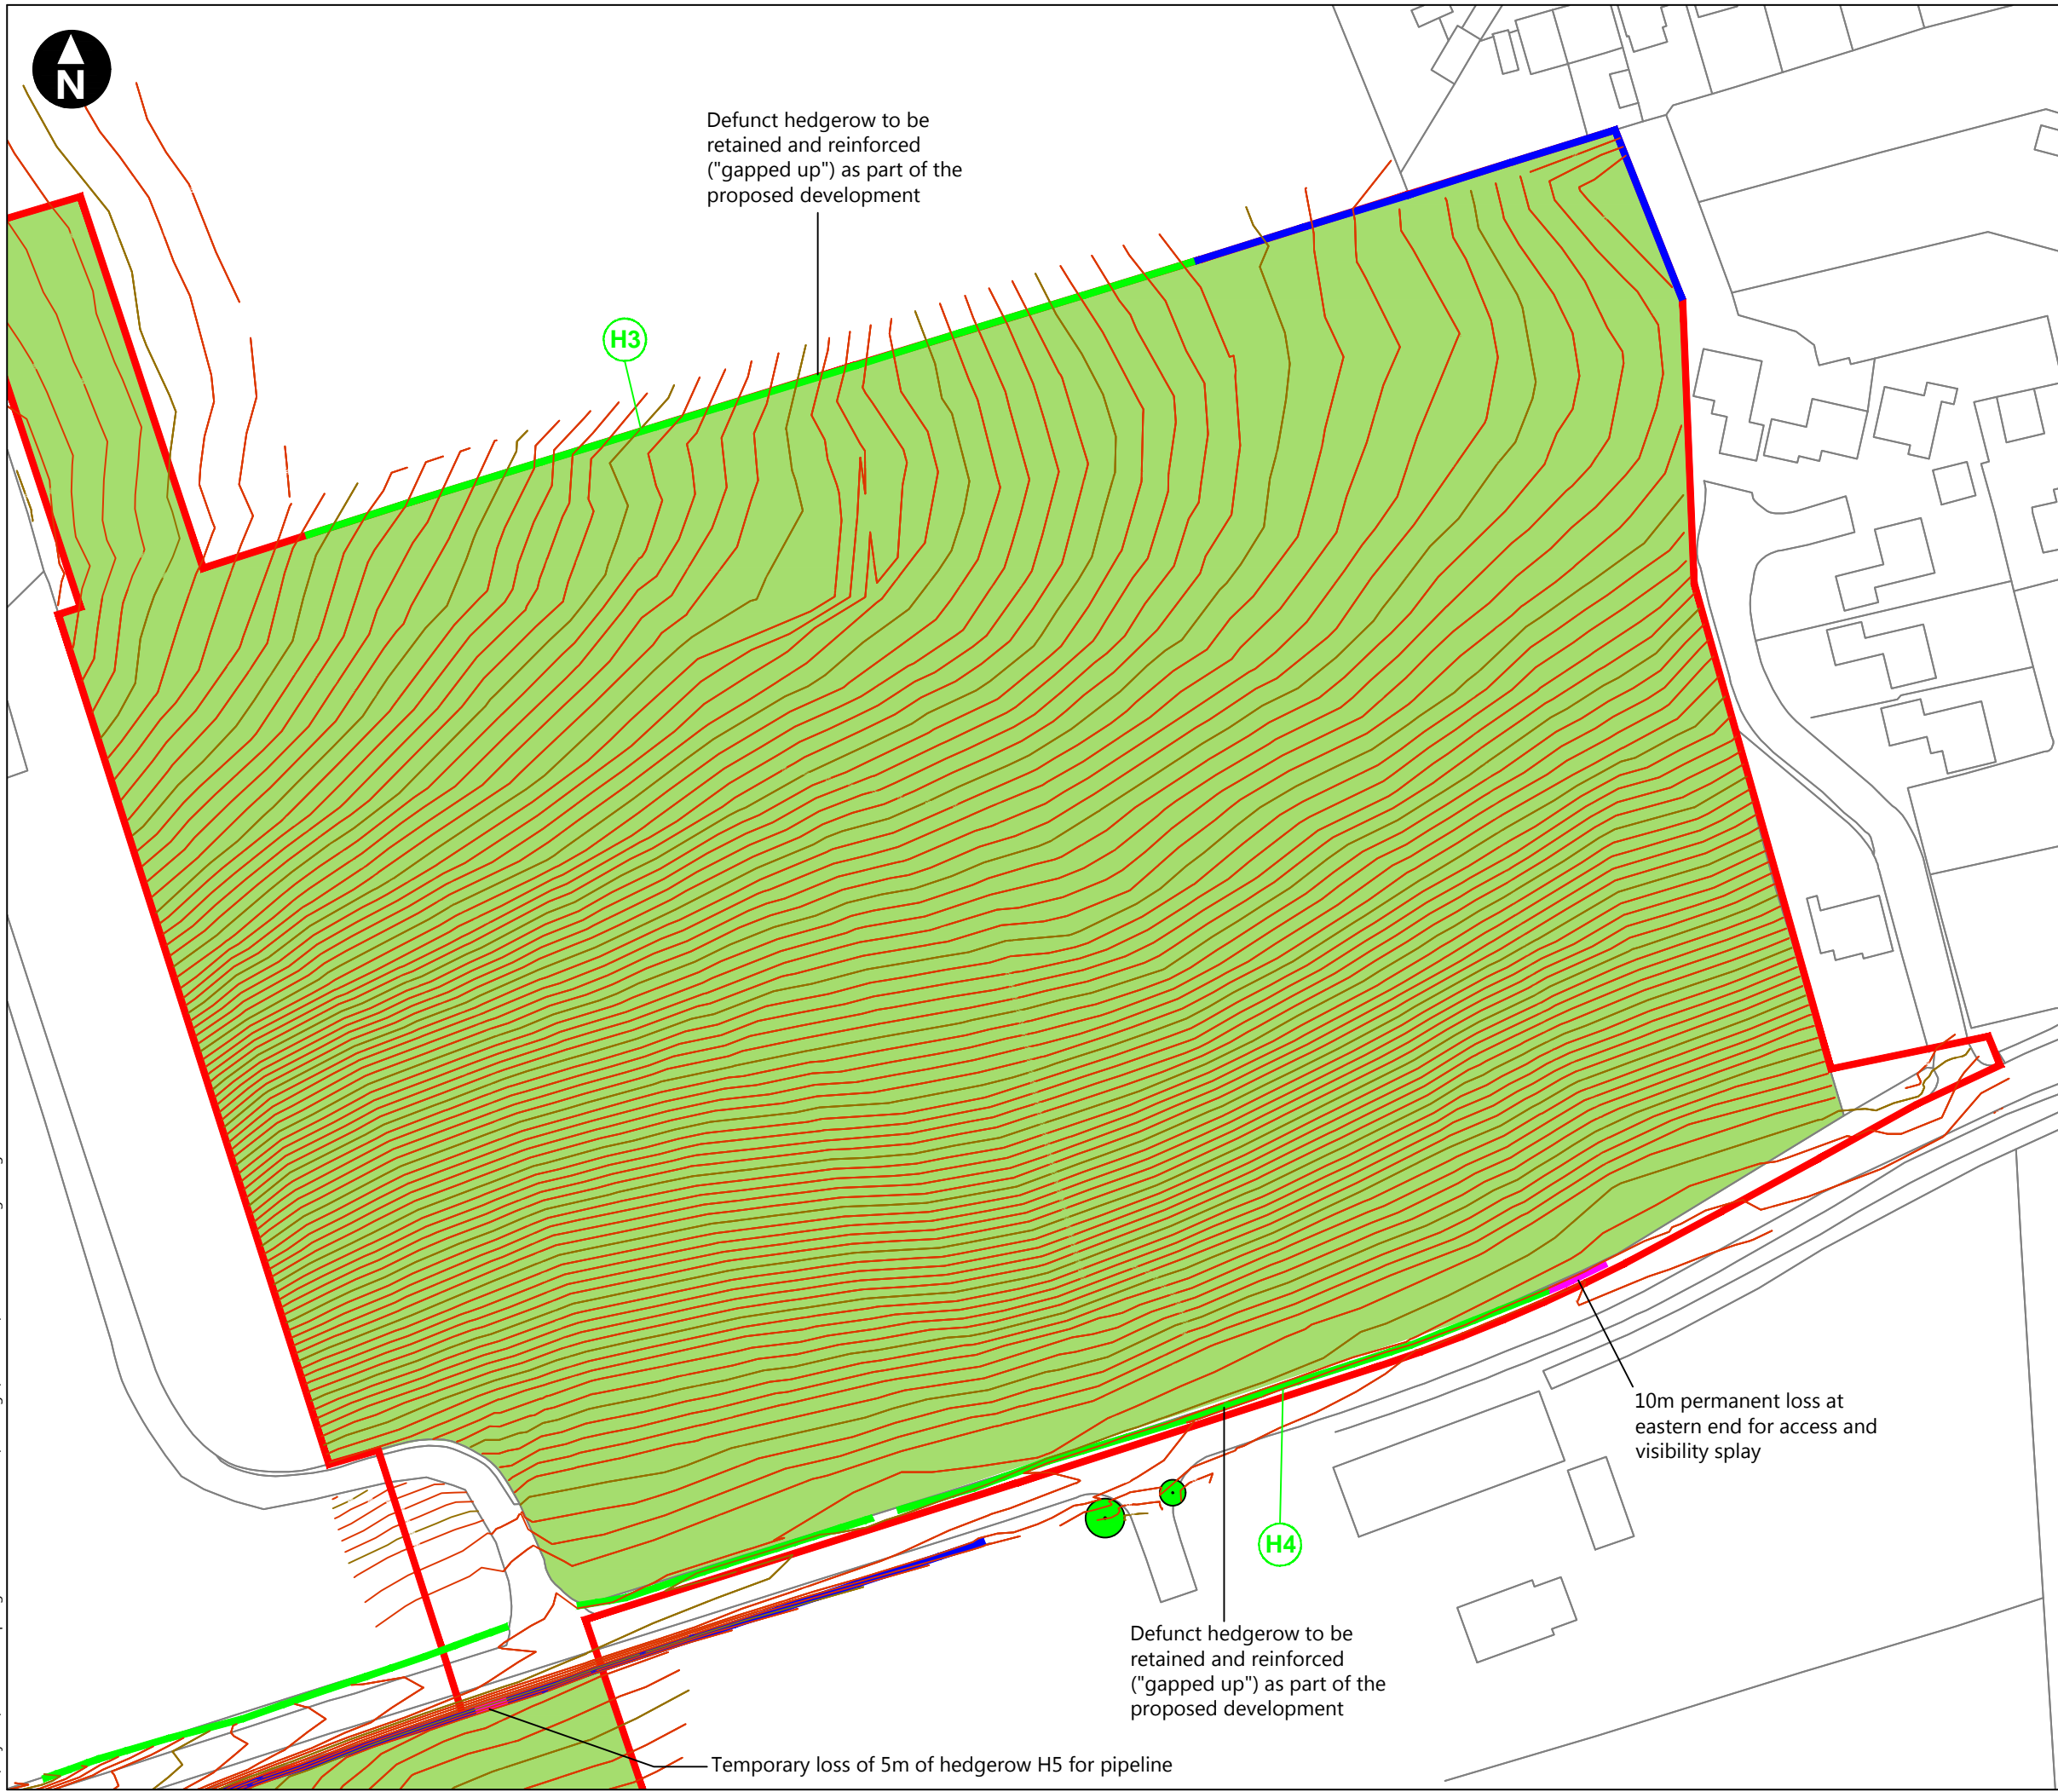 N
Defunct hedgerow to be
retained and reinforced
("gapped up") as part of the
proposed development
H3
10m permanent loss at
eastern end for access and
visibility splay
H4
Defunct hedgerow to be
retained and reinforced
("gapped up") as part of the
proposed development
Temporary loss of 5m of hedgerow H5 for pipeline